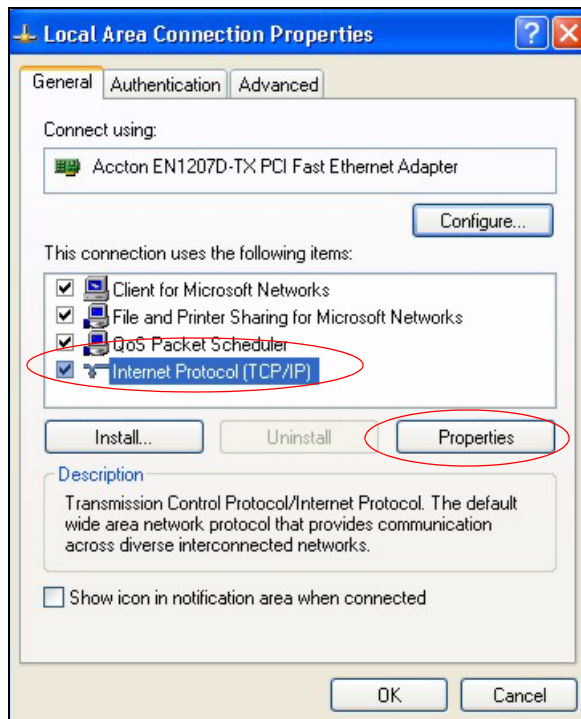 Local Area Connection Properties
General Authentication Advanced
Connect using:
Accton EN1207D-TX PCI Fast Ethernet Adapter
Configure...
This connection uses the following items:
Client for Microsoft Networks
File and Printer Sharing for Microsoft Networks
QoS Packet Scheduler
Internet Protocol (TCP/IP)
Install... Uninstall Properties
Description
Transmission Control Protocol/Internet Protocol. The default
wide area network protocol that provides communication
across diverse interconnected networks.
Show icon in notification area when connected
OK Cancel